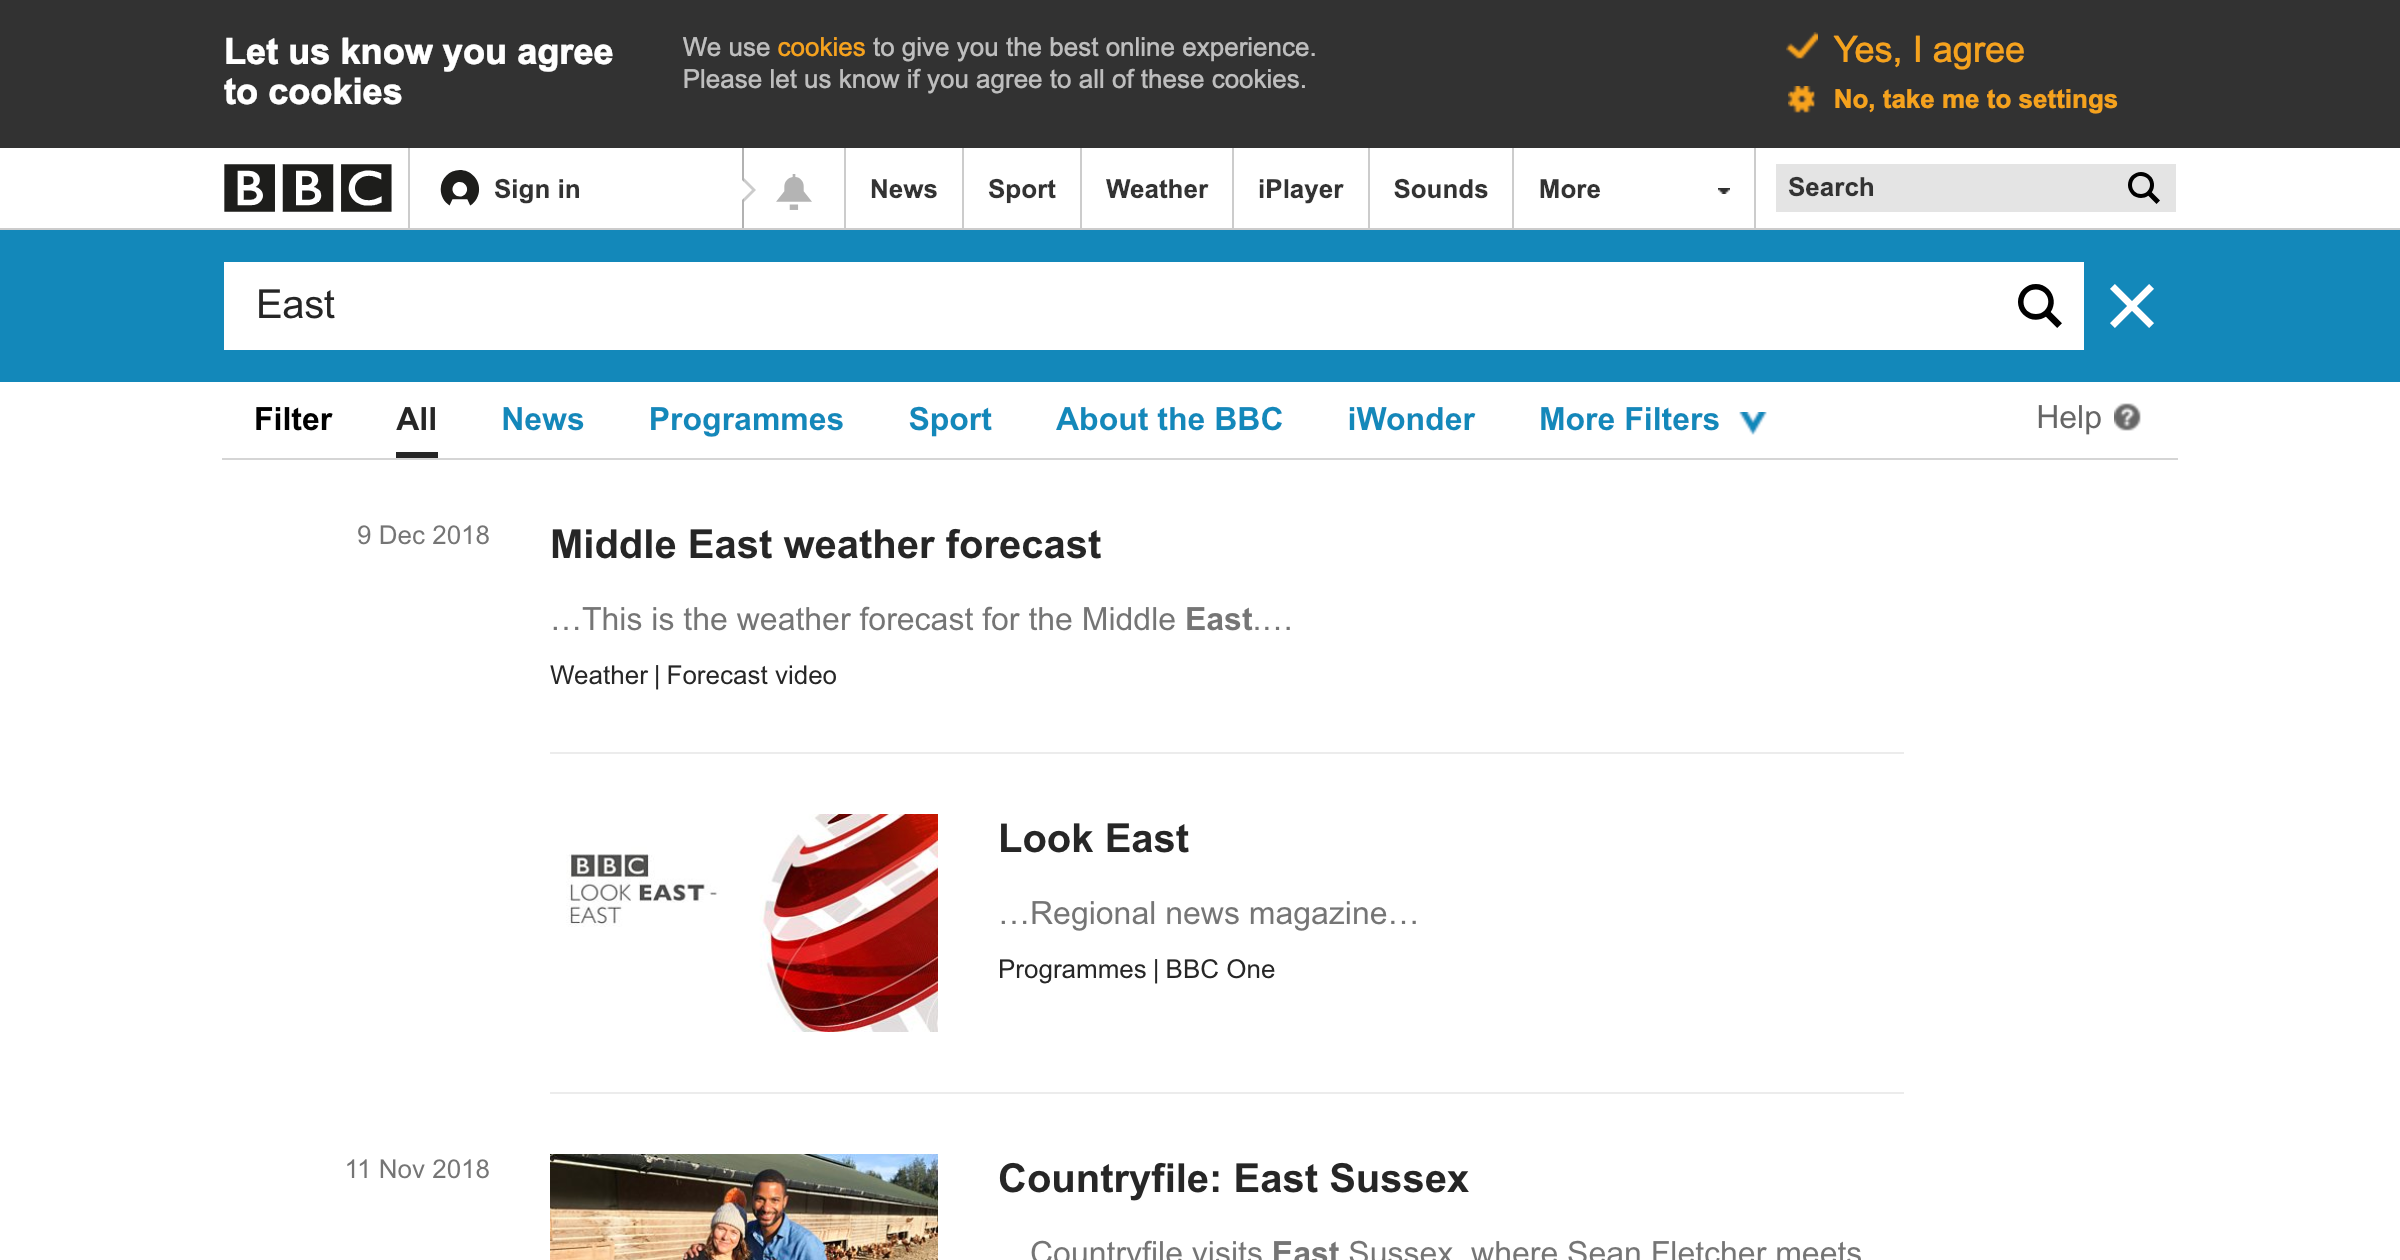 Let us know you agree
to cookies
We use cookies to give you the best online experience.
Please let us know if you agree to all of these cookies.
Yes, I agree
No, take me to settings
BBC
Sign in
News
Sport
Weather
iPlayer
Sounds
More
Search
East
Filter
All
News
Programmes
Sport
About the BBC
iWonder
More Filters
Help
9 Dec 2018
Middle East weather forecast
…This is the weather forecast for the Middle East.…
Weather | Forecast video
BBC
LOOK EAST -
EAST
Look East
…Regional news magazine…
Programmes | BBC One
11 Nov 2018
Countryfile: East Sussex
…Countryfile visits East Sussex, where Sean Fletcher meets